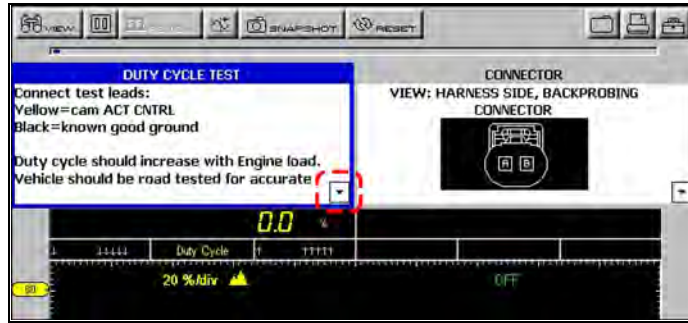 VIEW
SNAPSHOT
RESET
DUTY CYCLE TEST
Connect test leads:
Yellow=cam ACT CNTRL
Black=known good
ground
Duty cycle should increase with Engine load.
Vehicle should be road tested for accurate
CONNECTOR
VIEW: HARNESS SIDE, BACKPROBING
CONNECTOR
A B
0.0 %
Duty Cycle
20 %/div
OFF
80